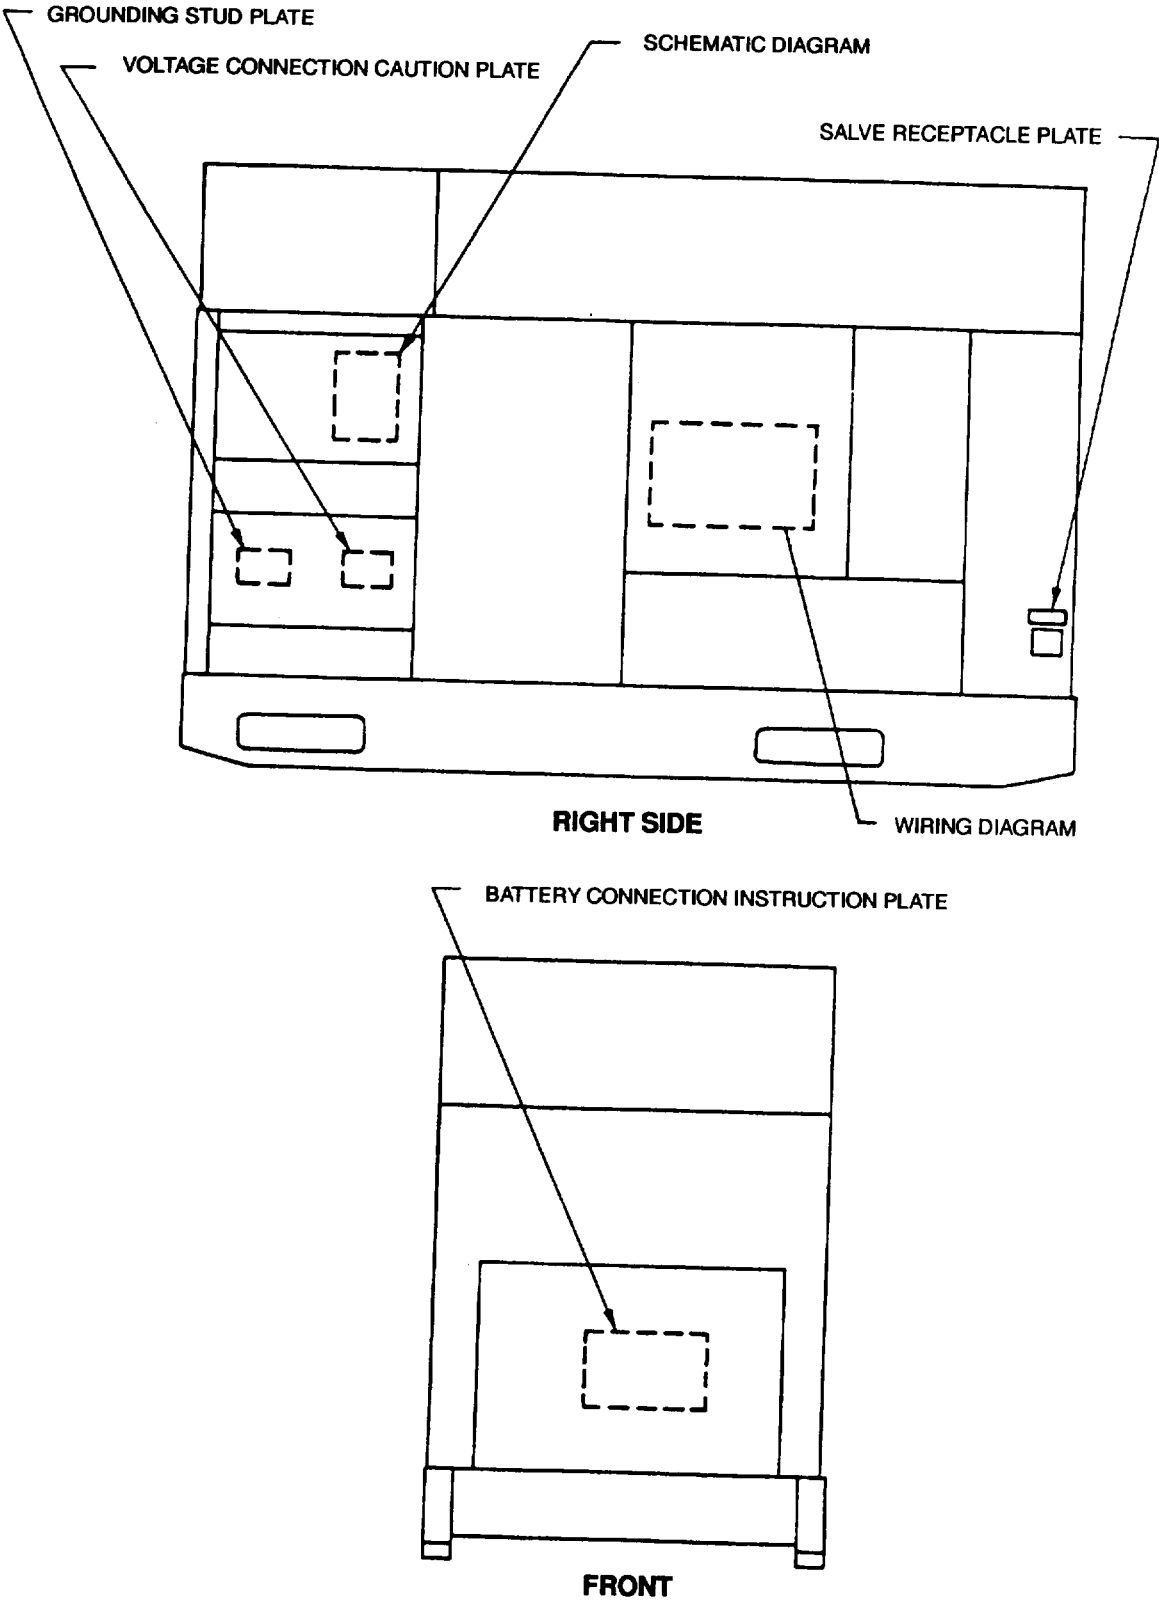 GROUNDING STUD PLATE
VOLTAGE CONNECTION CAUTION PLATE
SCHEMATIC DIAGRAM
SALVE RECEPTACLE PLATE
RIGHT SIDE
WIRING DIAGRAM
BATTERY CONNECTION INSTRUCTION PLATE
FRONT